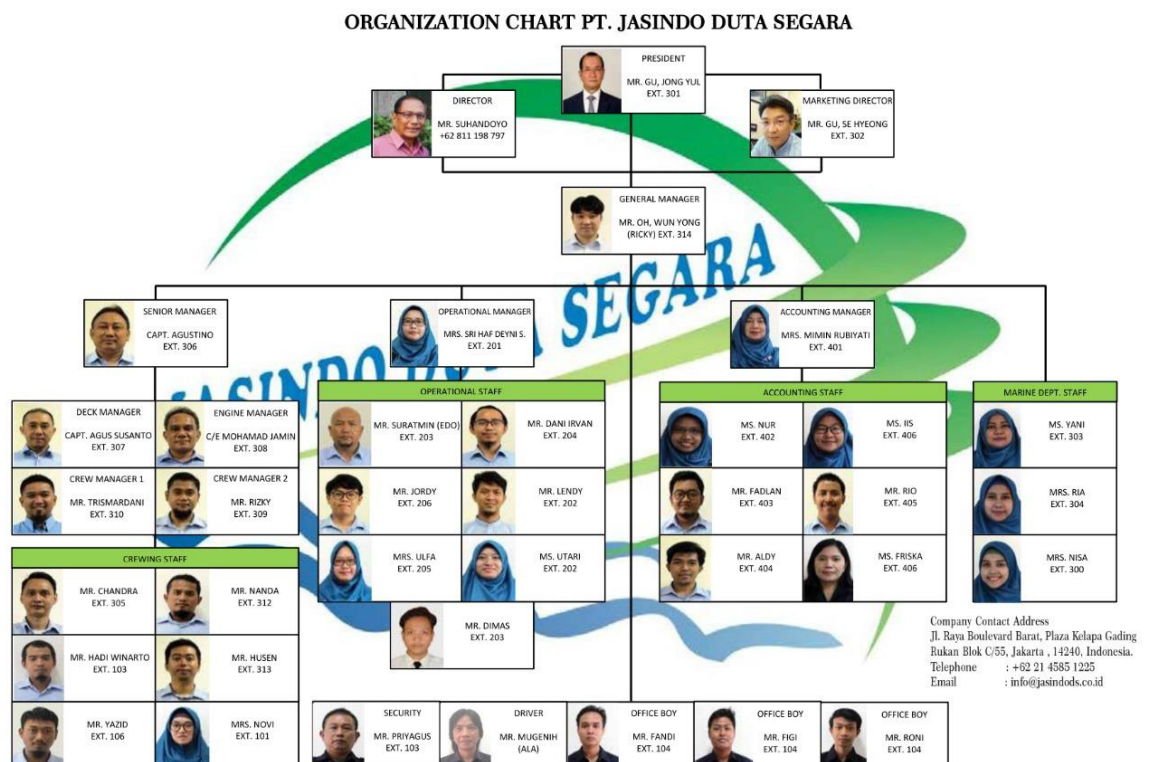 ORGANIZATION CHART PT. JASINDO DUTA SEGARA
PRESIDENT
MR. GU, JONG YUL
EXT. 301
DIRECTOR
MR. SUHANDOYO
+62 811 198 797
MARKETING DIRECTOR
MR. GU, SE HYEONG
EXT. 302
GENERAL MANAGER
MR. OH, WUN YONG
(RICKY) EXT. 314
JASINDO DUTA SEGARA
SENIOR MANAGER
CAPT. AGUSTINO
EXT. 306
OPERATIONAL MANAGER
MRS. SRI HAF DEYNI S.
EXT. 201
ACCOUNTING MANAGER
MRS. MIMIN RUBIYATI
EXT. 401
DECK MANAGER
CAPT. AGUS SUSANTO
EXT. 307
ENGINE MANAGER
C/E MOHAMAD JAMIN
EXT. 308
CREW MANAGER 1
MR. TRISMARDANI
EXT. 310
CREW MANAGER 2
MR. RIZKY
EXT. 309
CREWING STAFF
MR. CHANDRA
EXT. 305
MR. NANDA
EXT. 312
MR. HADI WINARTO
EXT. 103
MR. HUSEN
EXT. 313
MR. YAZID
EXT. 106
MRS. NOVI
EXT. 101
OPERATIONAL STAFF
MR. SURATMIN (EDO)
EXT. 203
MR. DANI IRVAN
EXT. 204
MR. JORDY
EXT. 206
MR. LENDY
EXT. 202
MRS. ULFA
EXT. 205
MS. UTARI
EXT. 202
MR. DIMAS
EXT. 203
ACCOUNTING STAFF
MS. NUR
EXT. 402
MS. IIS
EXT. 406
MR. FADLAN
EXT. 403
MR. RIO
EXT. 405
MR. ALDY
EXT. 404
MS. FRISKA
EXT. 406
MARINE DEPT. STAFF
MS. YANI
EXT. 303
MRS. RIA
EXT. 304
MRS. NISA
EXT. 300
Company Contact Address
Jl. Raya Boulevard Barat, Plaza Kelapa Gading
Rukan Blok C/55, Jakarta , 14240, Indonesia.
Telephone : +62 21 4585 1225
Email : info@jasindods.co.id
SECURITY
MR. PRIYAGUS
EXT. 103
DRIVER
MR. MUGENIH
(ALA)
OFFICE BOY
MR. FANDI
EXT. 104
OFFICE BOY
MR. FIGI
EXT. 104
OFFICE BOY
MR. RONI
EXT. 104